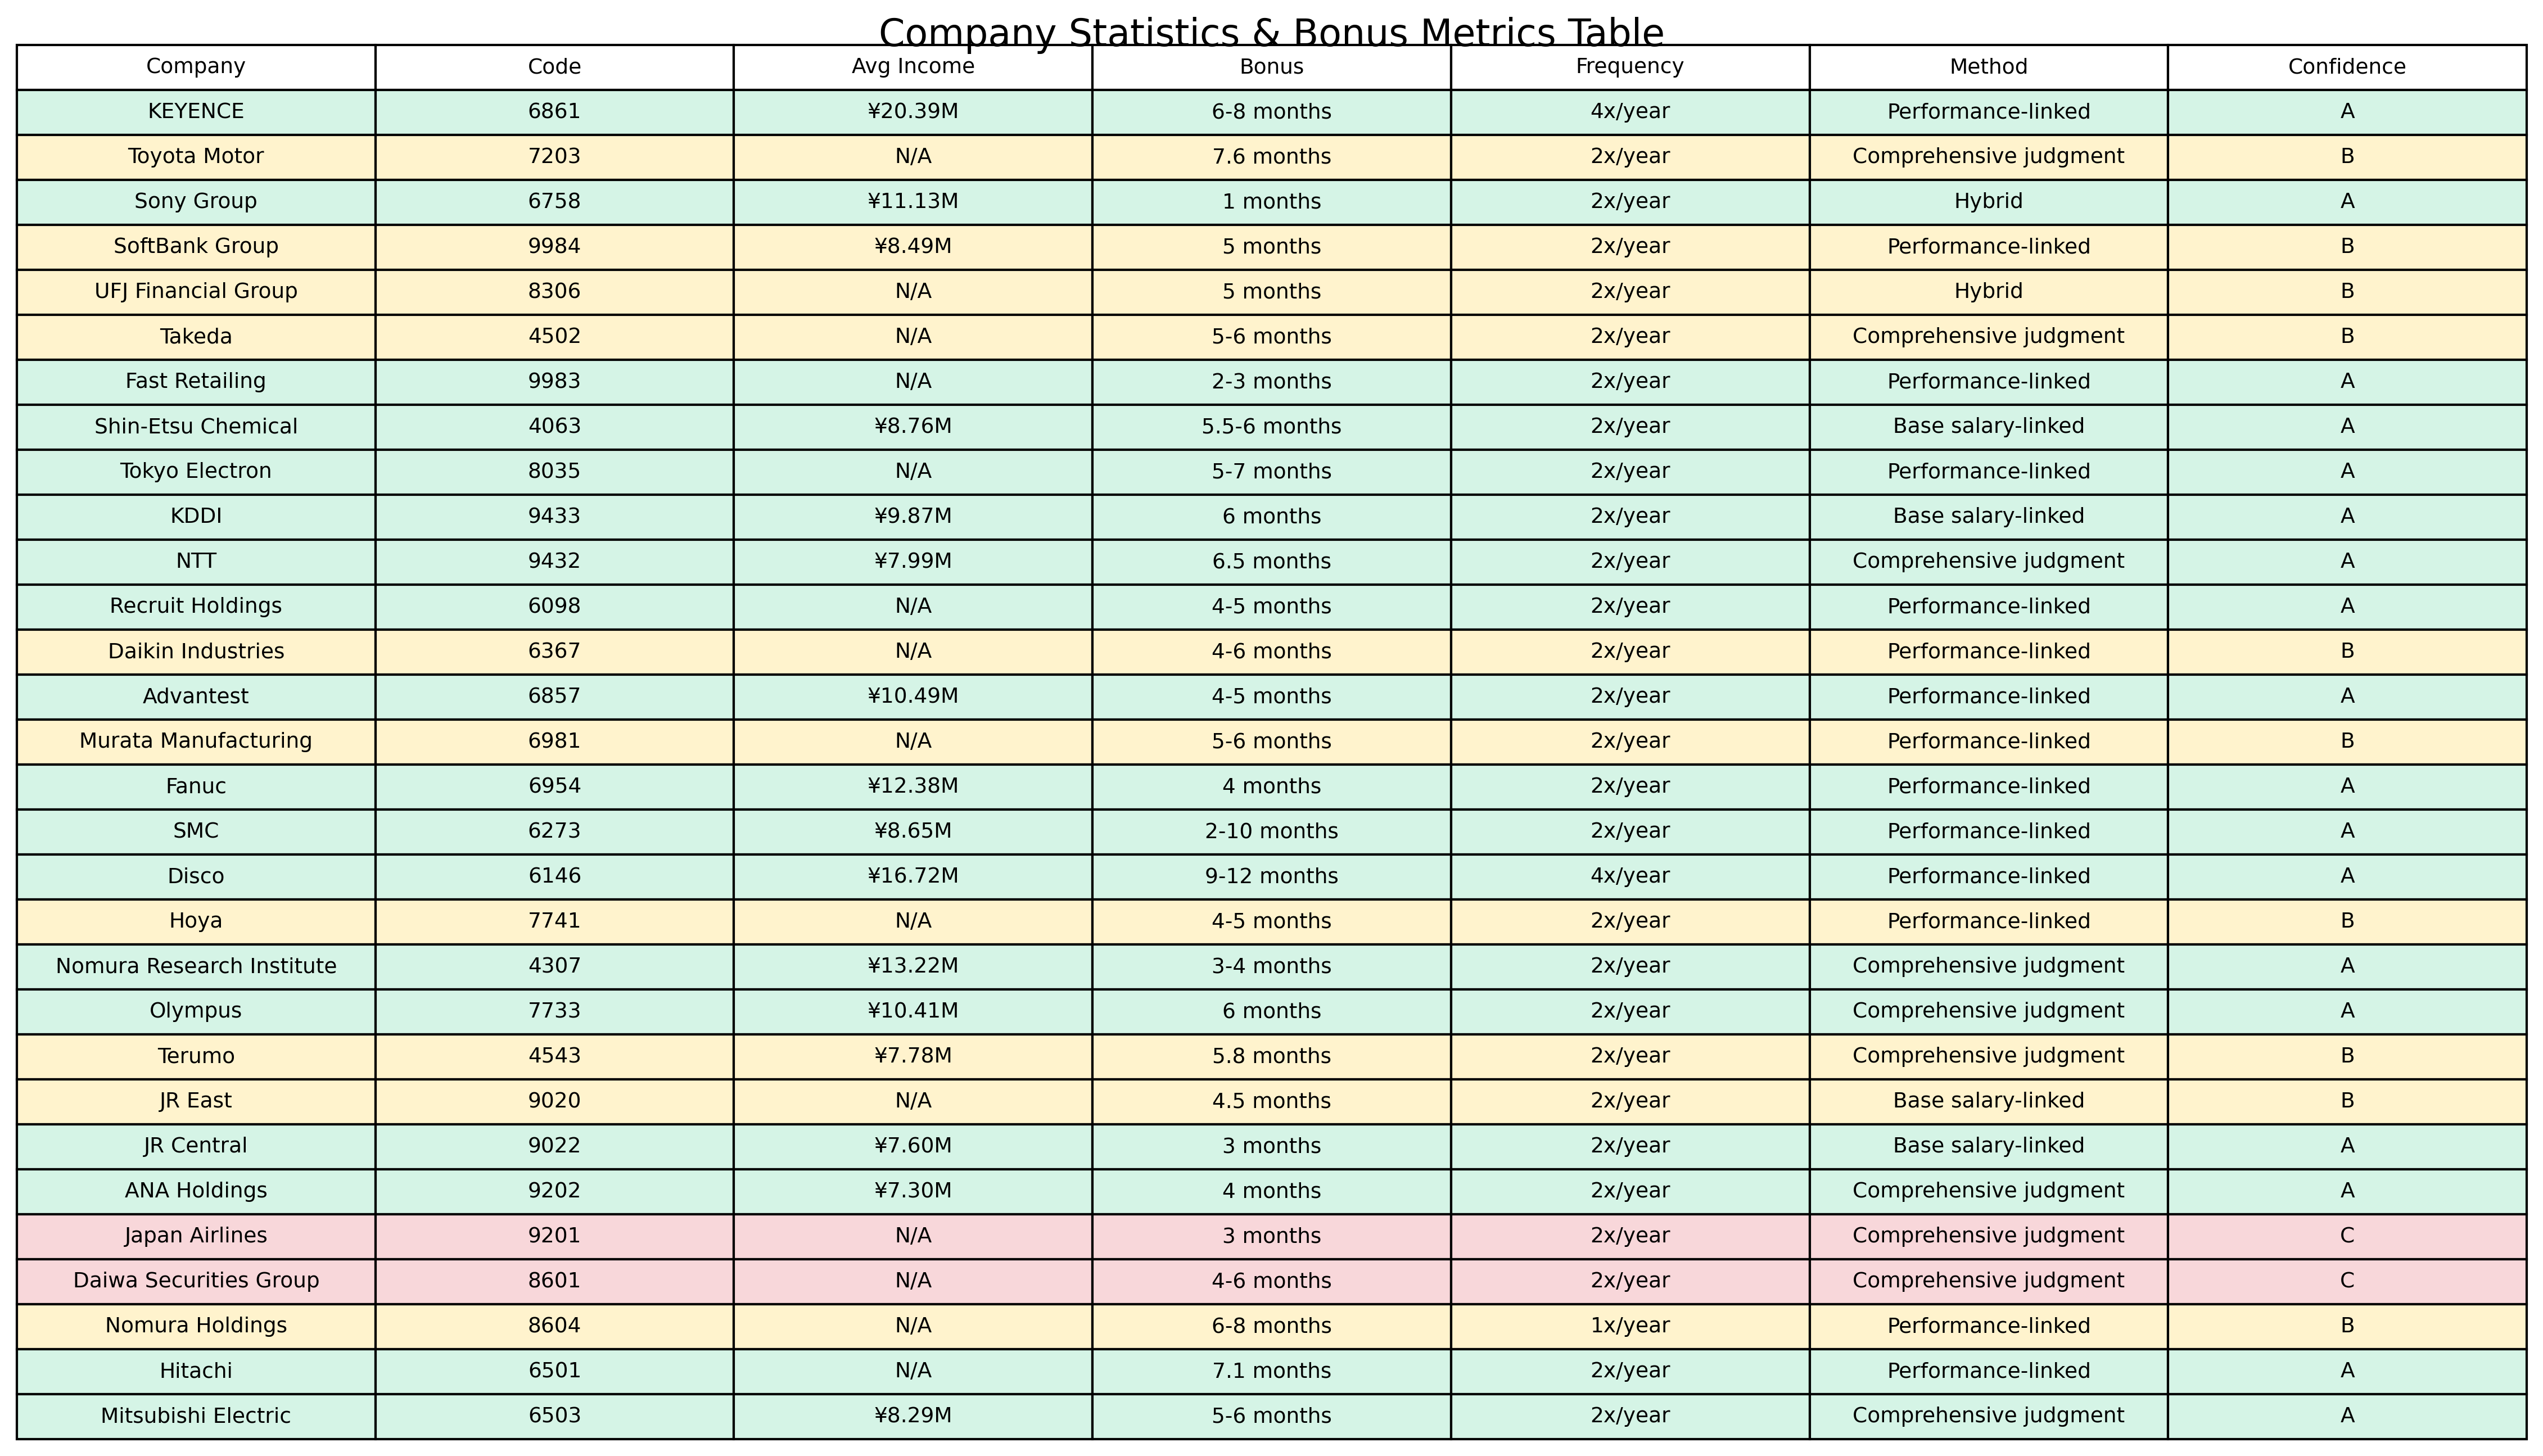 Company Statistics & Bonus Metrics Table
Company Code Avg Income Bonus Frequency Method Confidence
KEYENCE 6861 ¥20.39M 6-8 months 4x/year Performance-linked A
Toyota Motor 7203 N/A 7.6 months 2x/year Comprehensive judgment B
Sony Group 6758 ¥11.13M 1 months 2x/year Hybrid A
SoftBank Group 9984 ¥8.49M 5 months 2x/year Performance-linked B
UFJ Financial Group 8306 N/A 5 months 2x/year Hybrid B
Takeda 4502 N/A 5-6 months 2x/year Comprehensive judgment B
Fast Retailing 9983 N/A 2-3 months 2x/year Performance-linked A
Shin-Etsu Chemical 4063 ¥8.76M 5.5-6 months 2x/year Base salary-linked A
Tokyo Electron 8035 N/A 5-7 months 2x/year Performance-linked A
KDDI 9433 ¥9.87M 6 months 2x/year Base salary-linked A
NTT 9432 ¥7.99M 6.5 months 2x/year Comprehensive judgment A
Recruit Holdings 6098 N/A 4-5 months 2x/year Performance-linked A
Daikin Industries 6367 N/A 4-6 months 2x/year Performance-linked B
Advantest 6857 ¥10.49M 4-5 months 2x/year Performance-linked A
Murata Manufacturing 6981 N/A 5-6 months 2x/year Performance-linked B
Fanuc 6954 ¥12.38M 4 months 2x/year Performance-linked A
SMC 6273 ¥8.65M 2-10 months 2x/year Performance-linked A
Disco 6146 ¥16.72M 9-12 months 4x/year Performance-linked A
Hoya 7741 N/A 4-5 months 2x/year Performance-linked B
Nomura Research Institute 4307 ¥13.22M 3-4 months 2x/year Comprehensive judgment A
Olympus 7733 ¥10.41M 6 months 2x/year Comprehensive judgment A
Terumo 4543 ¥7.78M 5.8 months 2x/year Comprehensive judgment B
JR East 9020 N/A 4.5 months 2x/year Base salary-linked B
JR Central 9022 ¥7.60M 3 months 2x/year Base salary-linked A
ANA Holdings 9202 ¥7.30M 4 months 2x/year Comprehensive judgment A
Japan Airlines 9201 N/A 3 months 2x/year Comprehensive judgment C
Daiwa Securities Group 8601 N/A 4-6 months 2x/year Comprehensive judgment C
Nomura Holdings 8604 N/A 6-8 months 1x/year Performance-linked B
Hitachi 6501 N/A 7.1 months 2x/year Performance-linked A
Mitsubishi Electric 6503 ¥8.29M 5-6 months 2x/year Comprehensive judgment A